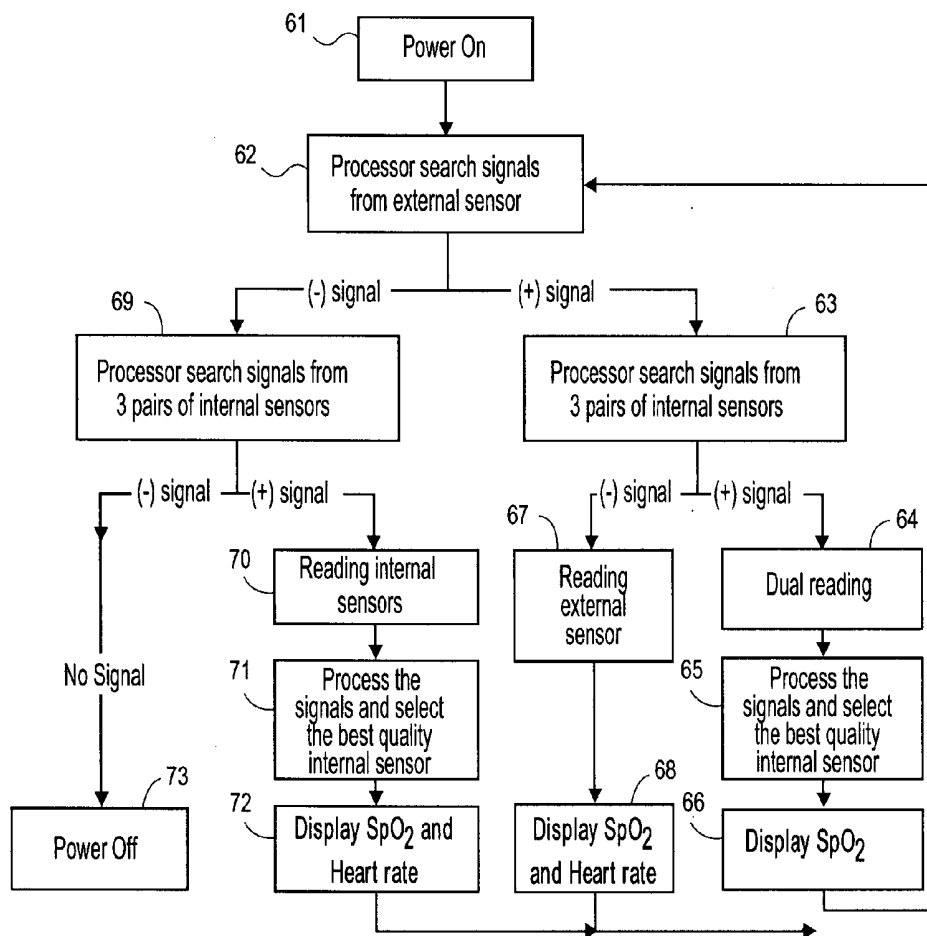 61
Power On
62
Processor search signals
from external sensor
(-) signal
(+) signal
69
63
Processor search signals from
3 pairs of internal sensors
Processor search signals from
3 pairs of internal sensors
(-) signal
(+) signal
(-) signal
(+) signal
70
Reading internal
sensors
67
Reading
external
sensor
64
Dual reading
No Signal
71
Process the
signals and select
the best quality
internal sensor
65
Process the
signals and select
the best quality
internal sensor
73
Power Off
72
Display SpO2 and
Heart rate
68
Display SpO2
and Heart rate
66
Display SpO2